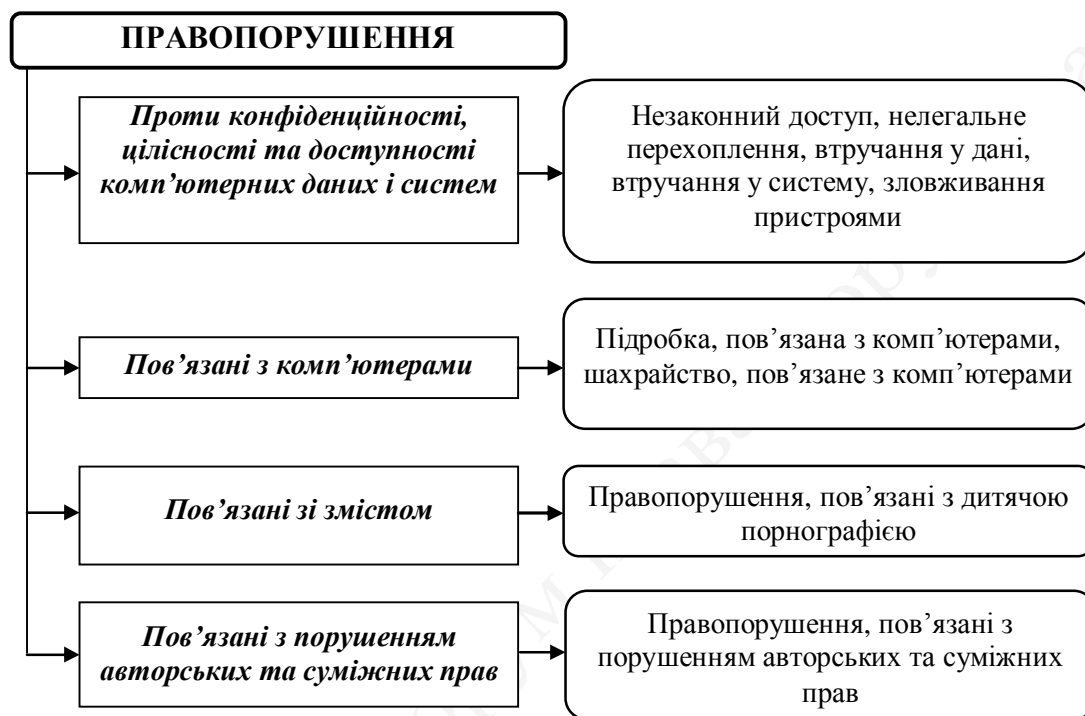 ПРАВОПОРУШЕННЯ
Проти конфіденційності,
цілісності та доступності
комп’ютерних даних і систем
Незаконний доступ, нелегальне
перехоплення, втручання у дані,
втручання у систему, зловживання
пристроями
Пов’язані з комп’ютерами
Підробка, пов’язана з комп’ютерами,
шахрайство, пов’язане з комп’ютерами
Пов’язані зі змістом
Правопорушення, пов’язані з дитячою
порнографією
Пов’язані з порушенням
авторських та суміжних прав
Правопорушення, пов’язані з
порушенням авторських та суміжних
прав